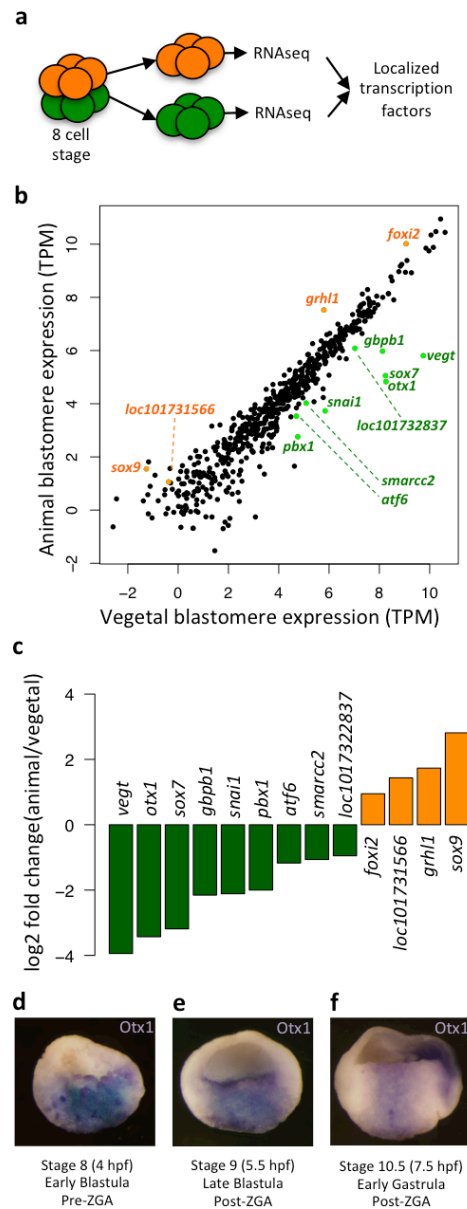 a
RNAseq
RNAseq
8 cell
stage
Localized
transcription
factors
b
Animal blastomere expression (TPM)
10
8
6
4
2
0
−2
foxi2
grhl1
gbpb1
vegt
sox7
otx1
snai1
loc101732837
loc101731566
sox9
pbx1
smarcc2
atf6
−2
0
2
4
6
8
10
Vegetal blastomere expression (TPM)
c
log2 fold change(animal/vegetal)
4
2
0
−2
−4
vegt
otx1
sox7
gbpb1
snai1
pbx1
atf6
smarcc2
loc1017322837
foxi2
loc101731566
grhl1
sox9
d
Otx1
e
Otx1
f
Otx1
Stage 8 (4 hpf)
Early Blastula
Pre-ZGA
Stage 9 (5.5 hpf)
Late Blastula
Post-ZGA
Stage 10.5 (7.5 hpf)
Early Gastrula
Post-ZGA